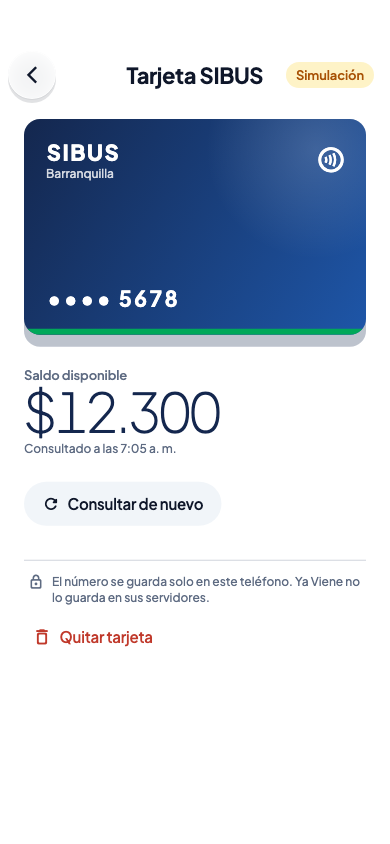 Tarjeta SIBUS
Simulación
SIBUS
Barranquilla
●●●● 5678
Saldo disponible
$12.300
Consultado a las 7:05 a. m.
Consultar de nuevo
El número se guarda solo en este teléfono. Ya Viene no
lo guarda en sus servidores.
Quitar tarjeta